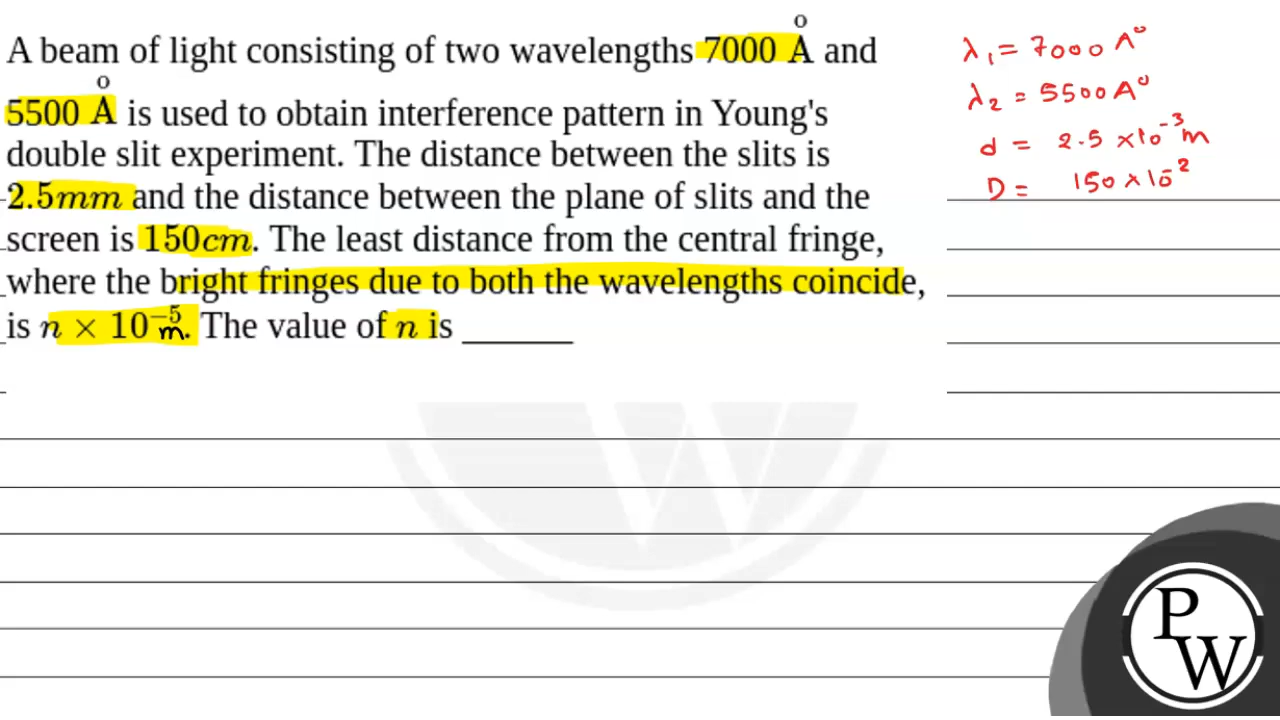 A beam of light consisting of two wavelengths 7000 Å and
5500 Å is used to obtain interference pattern in Young's
double slit experiment. The distance between the slits is
2.5mm and the distance between the plane of slits and the
screen is 150cm. The least distance from the central fringe,
where the bright fringes due to both the wavelengths coincide,
is n × 10⁻⁵ m. The value of n is ______
λ₁ = 7000 A°
λ₂ = 5500 A°
d = 2.5 × 10⁻³ m
D = 150 × 10⁻²
P
W